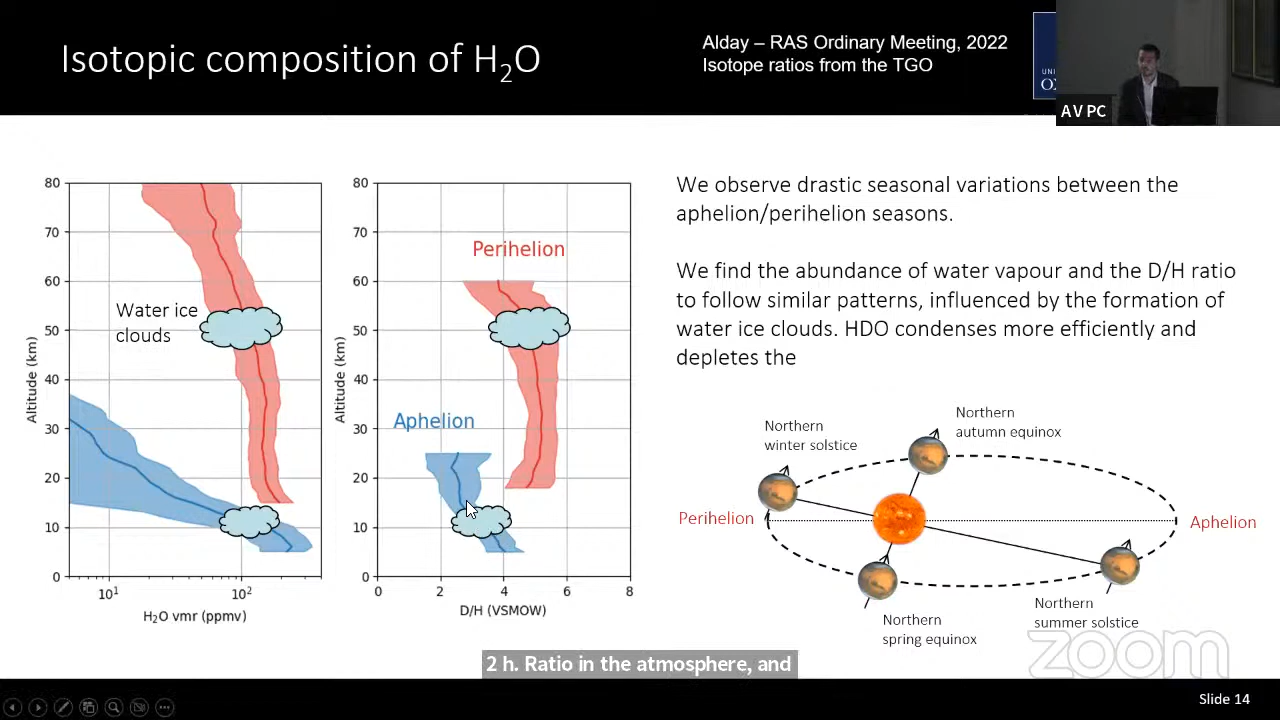 Isotopic composition of H₂O
Alday – RAS Ordinary Meeting, 2022
Isotope ratios from the TGO
UNI
OX
AV PC
We observe drastic seasonal variations between the
aphelion/perihelion seasons.
We find the abundance of water vapour and the D/H ratio
to follow similar patterns, influenced by the formation of
water ice clouds. HDO condenses more efficiently and
depletes the
80
70
60
50
40
30
20
10
0
Altitude (km)
Water ice
clouds
10¹
10²
H₂O vmr (ppmv)
80
70
60
50
40
30
20
10
0
Altitude (km)
Perihelion
Aphelion
0
2
4
6
8
D/H (VSMOW)
Northern
winter solstice
Northern
autumn equinox
Perihelion
Aphelion
Northern
spring equinox
Northern
summer solstice
zoom
2 h. Ratio in the atmosphere, and
Slide 14